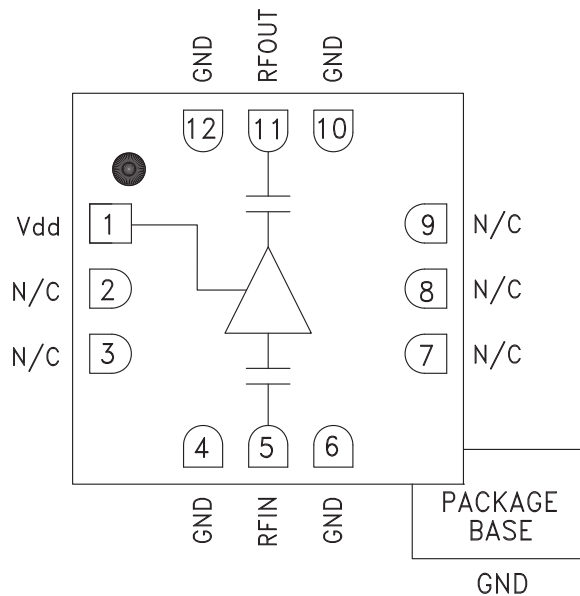 GND RFOUT GND
12 11 10
Vdd 1 9 N/C
N/C 2 8 N/C
N/C 3 7 N/C
4 5 6
GND RFIN GND
PACKAGE
BASE
GND